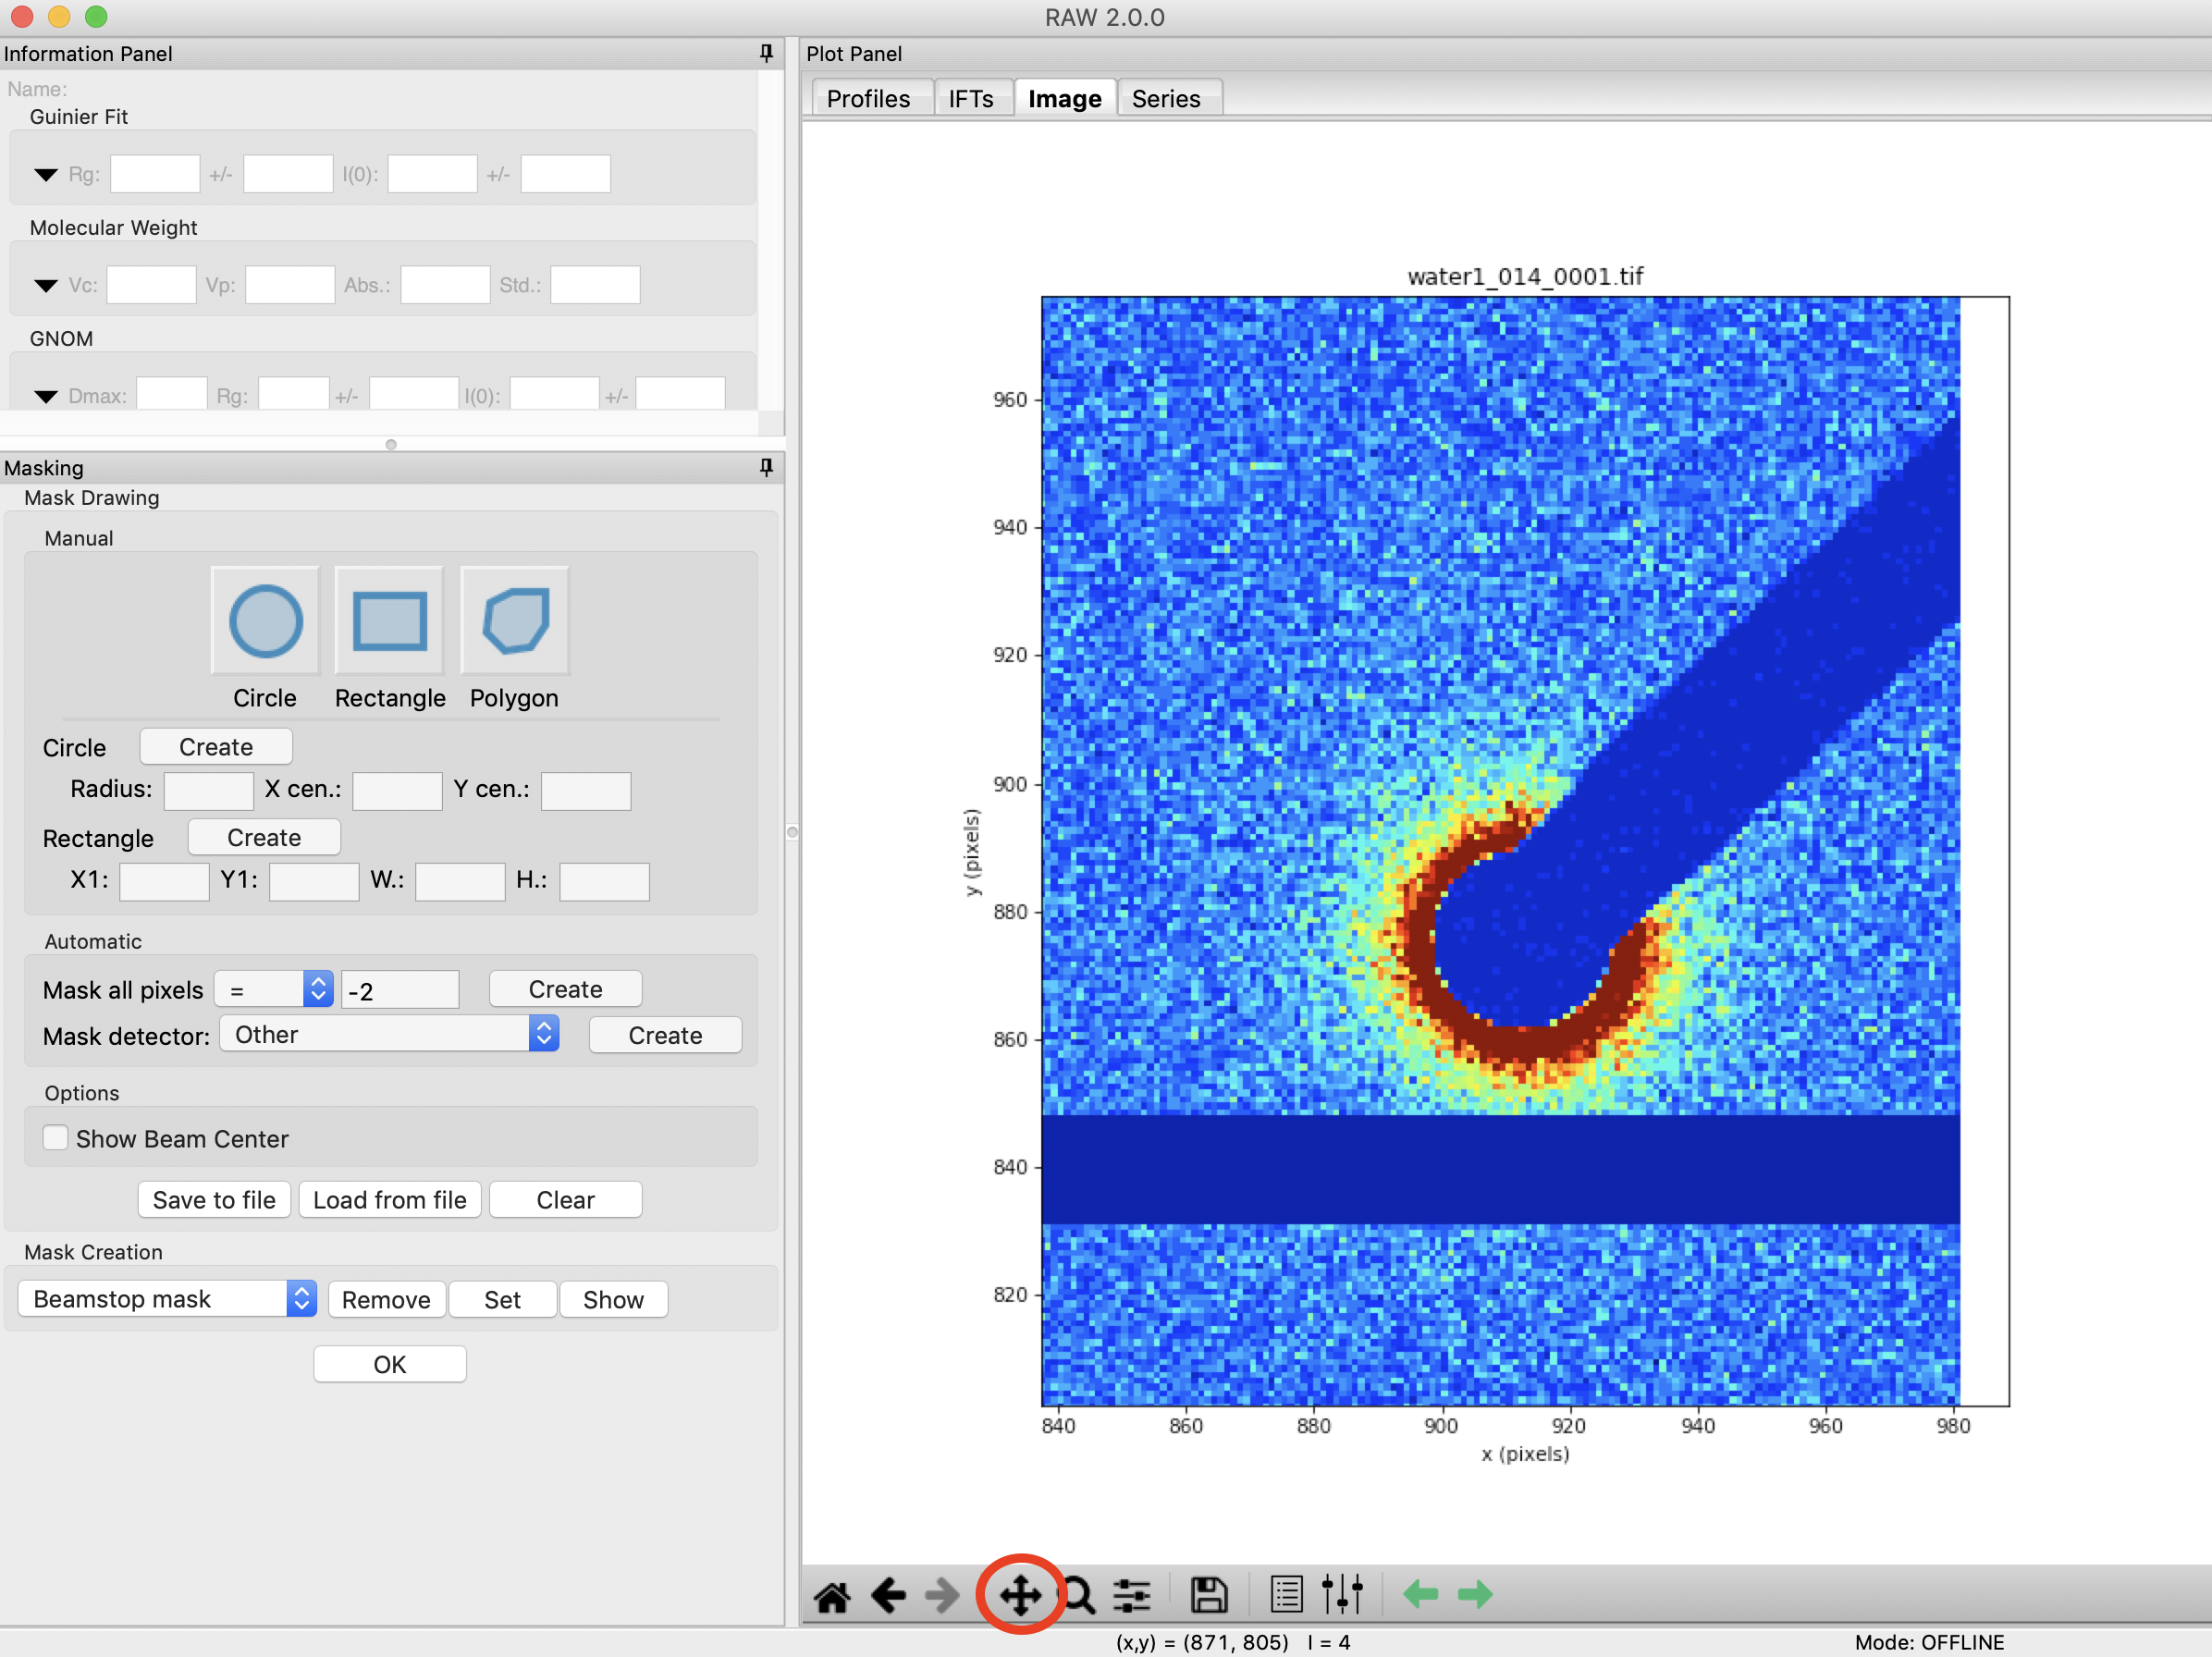 RAW 2.0.0
Information Panel
Name:
Guinier Fit
Rg: +/- I(0): +/-
Molecular Weight
Vc: Vp: Abs.: Std.:
GNOM
Dmax: Rg: +/- I(0): +/-
Masking
Mask Drawing
Manual
Circle Rectangle Polygon
Circle Create
Radius: X cen.: Y cen.:
Rectangle Create
X1: Y1: W.: H.:
Automatic
Mask all pixels = -2 Create
Mask detector: Other Create
Options
Show Beam Center
Save to file Load from file Clear
Mask Creation
Beamstop mask Remove Set Show
OK
Plot Panel
Profiles IFTs Image Series
water1_014_0001.tif
y (pixels)
960
940
920
900
880
860
840
820
840 860 880 900 920 940 960 980
x (pixels)
(x,y) = (871, 805) I = 4
Mode: OFFLINE